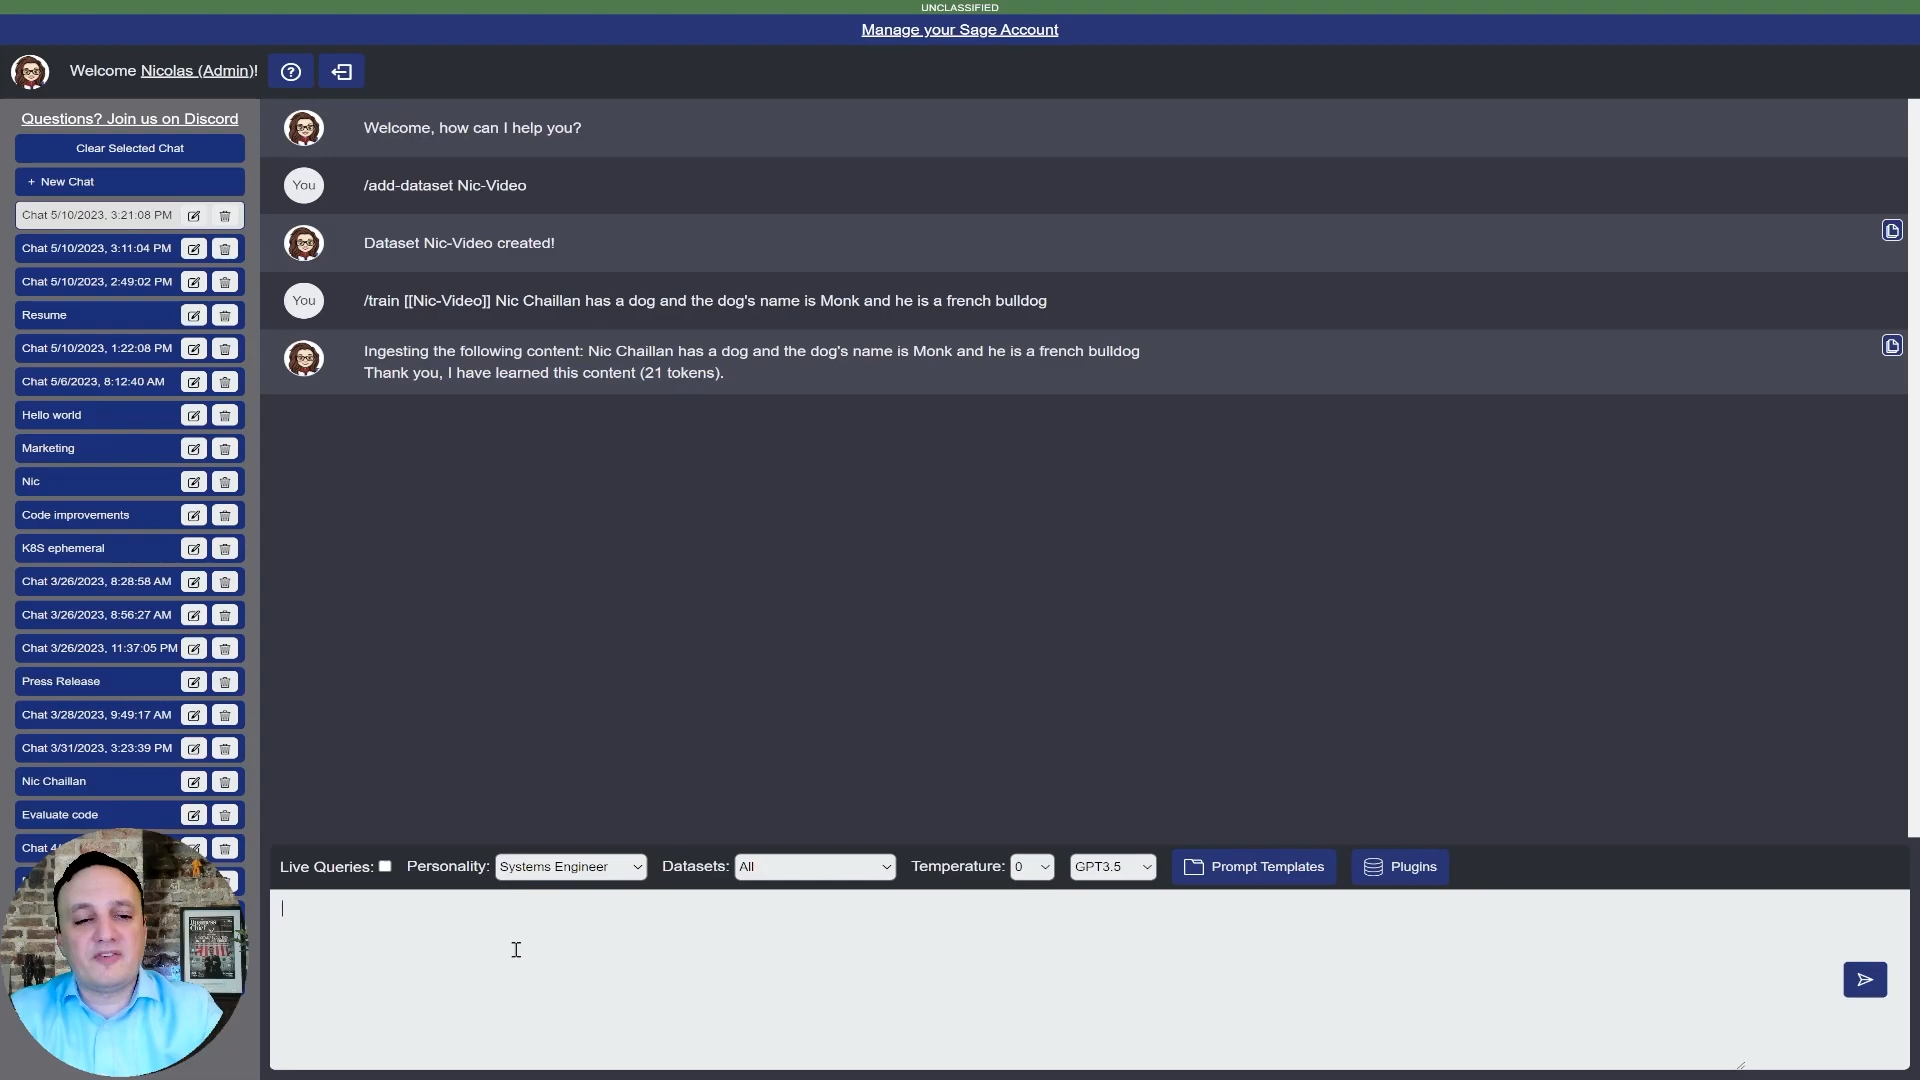 UNCLASSIFIED
Manage your Sage Account
Welcome Nicolas (Admin)!
Questions? Join us on Discord
Clear Selected Chat
+ New Chat
Chat 5/10/2023, 3:21:08 PM
Chat 5/10/2023, 3:11:04 PM
Chat 5/10/2023, 2:49:02 PM
Resume
Chat 5/10/2023, 1:22:08 PM
Chat 5/6/2023, 8:12:40 AM
Hello world
Marketing
Nic
Code improvements
K8S ephemeral
Chat 3/26/2023, 8:28:58 AM
Chat 3/26/2023, 8:56:27 AM
Chat 3/26/2023, 11:37:05 PM
Press Release
Chat 3/28/2023, 9:49:17 AM
Chat 3/31/2023, 3:23:39 PM
Nic Chaillan
Evaluate code
Chat 4/
Welcome, how can I help you?
You
/add-dataset Nic-Video
Dataset Nic-Video created!
You
/train [[Nic-Video]] Nic Chaillan has a dog and the dog's name is Monk and he is a french bulldog
Ingesting the following content: Nic Chaillan has a dog and the dog's name is Monk and he is a french bulldog
Thank you, I have learned this content (21 tokens).
Live Queries: Personality: Systems Engineer Datasets: All Temperature: 0 GPT3.5 Prompt Templates Plugins